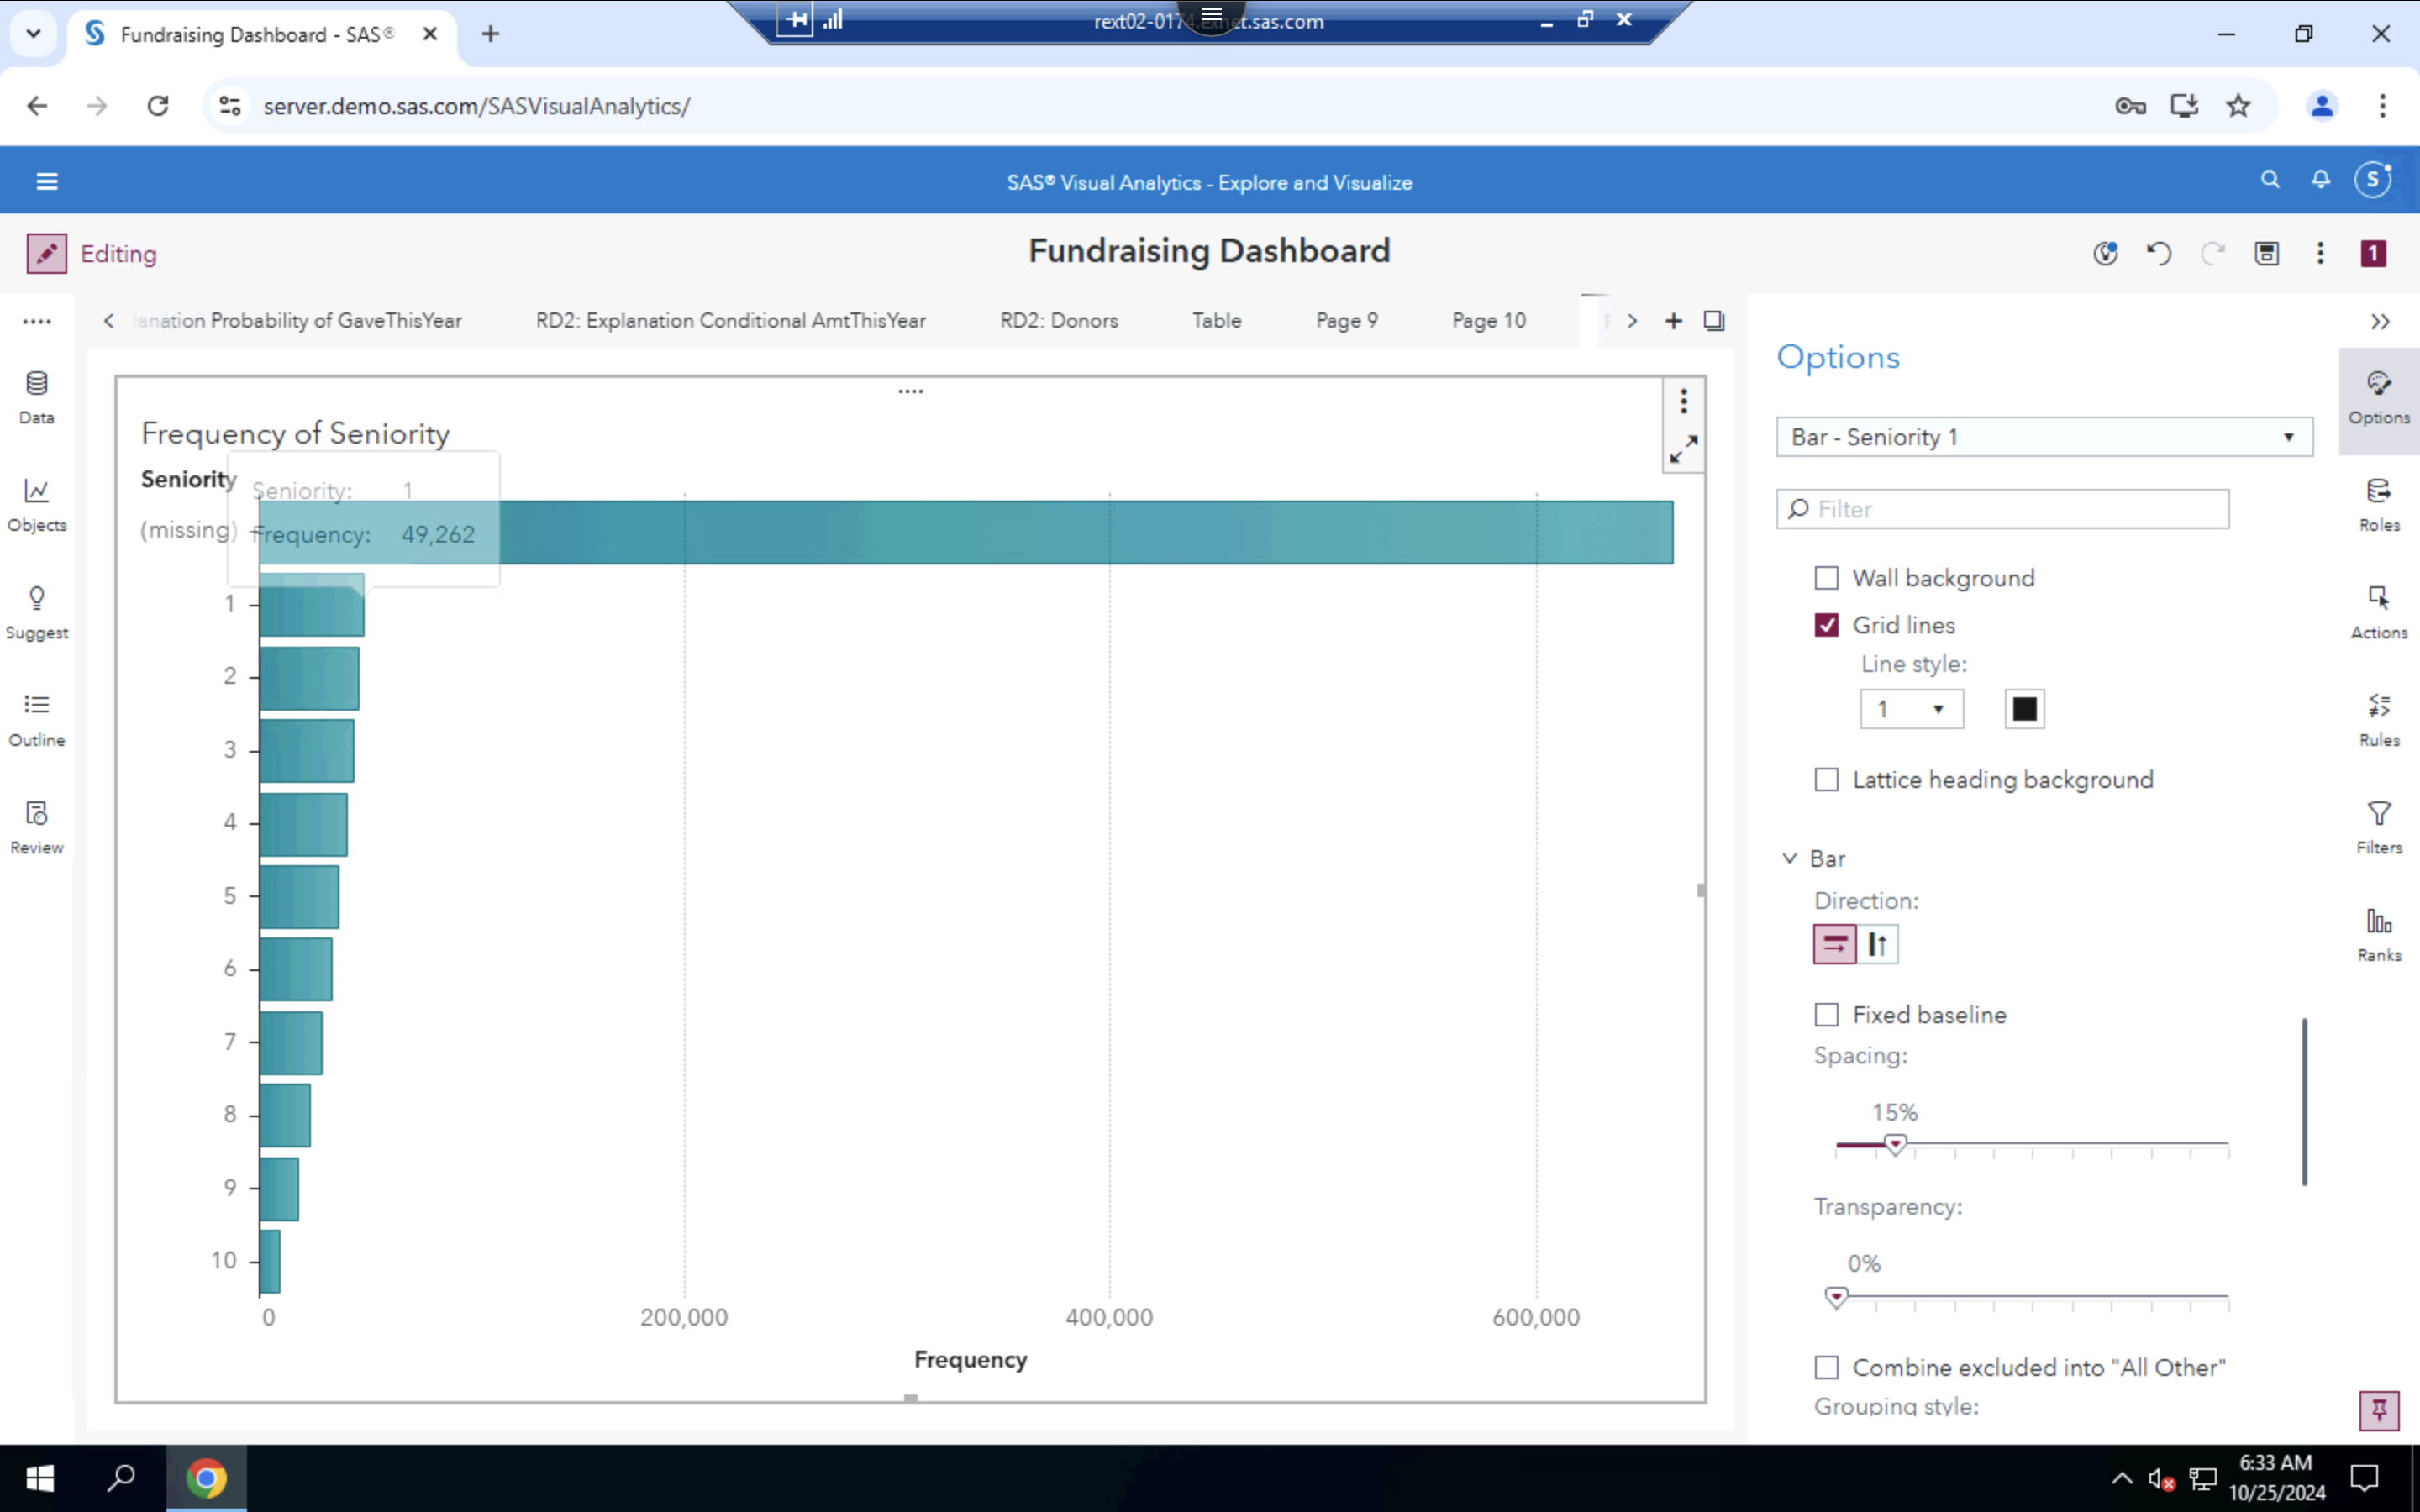 Fundraising Dashboard - SAS®
rext02-0174.exnet.sas.com
server.demo.sas.com/SASVisualAnalytics/
SAS® Visual Analytics - Explore and Visualize
S
Editing
Fundraising Dashboard
1
anation Probability of GaveThisYear
RD2: Explanation Conditional AmtThisYear
RD2: Donors
Table
Page 9
Page 10
Data
Objects
Suggest
Outline
Review
Frequency of Seniority
Seniority
Seniority: 1
Frequency: 49,262
(missing)
1
2
3
4
5
6
7
8
9
10
0
200,000
400,000
600,000
Frequency
Options
Bar - Seniority 1
Filter
Wall background
Grid lines
Line style:
1
Lattice heading background
Bar
Direction:
Fixed baseline
Spacing:
15%
Transparency:
0%
Combine excluded into "All Other"
Grouping style:
Options
Roles
Actions
Rules
Filters
Ranks
6:33 AM
10/25/2024